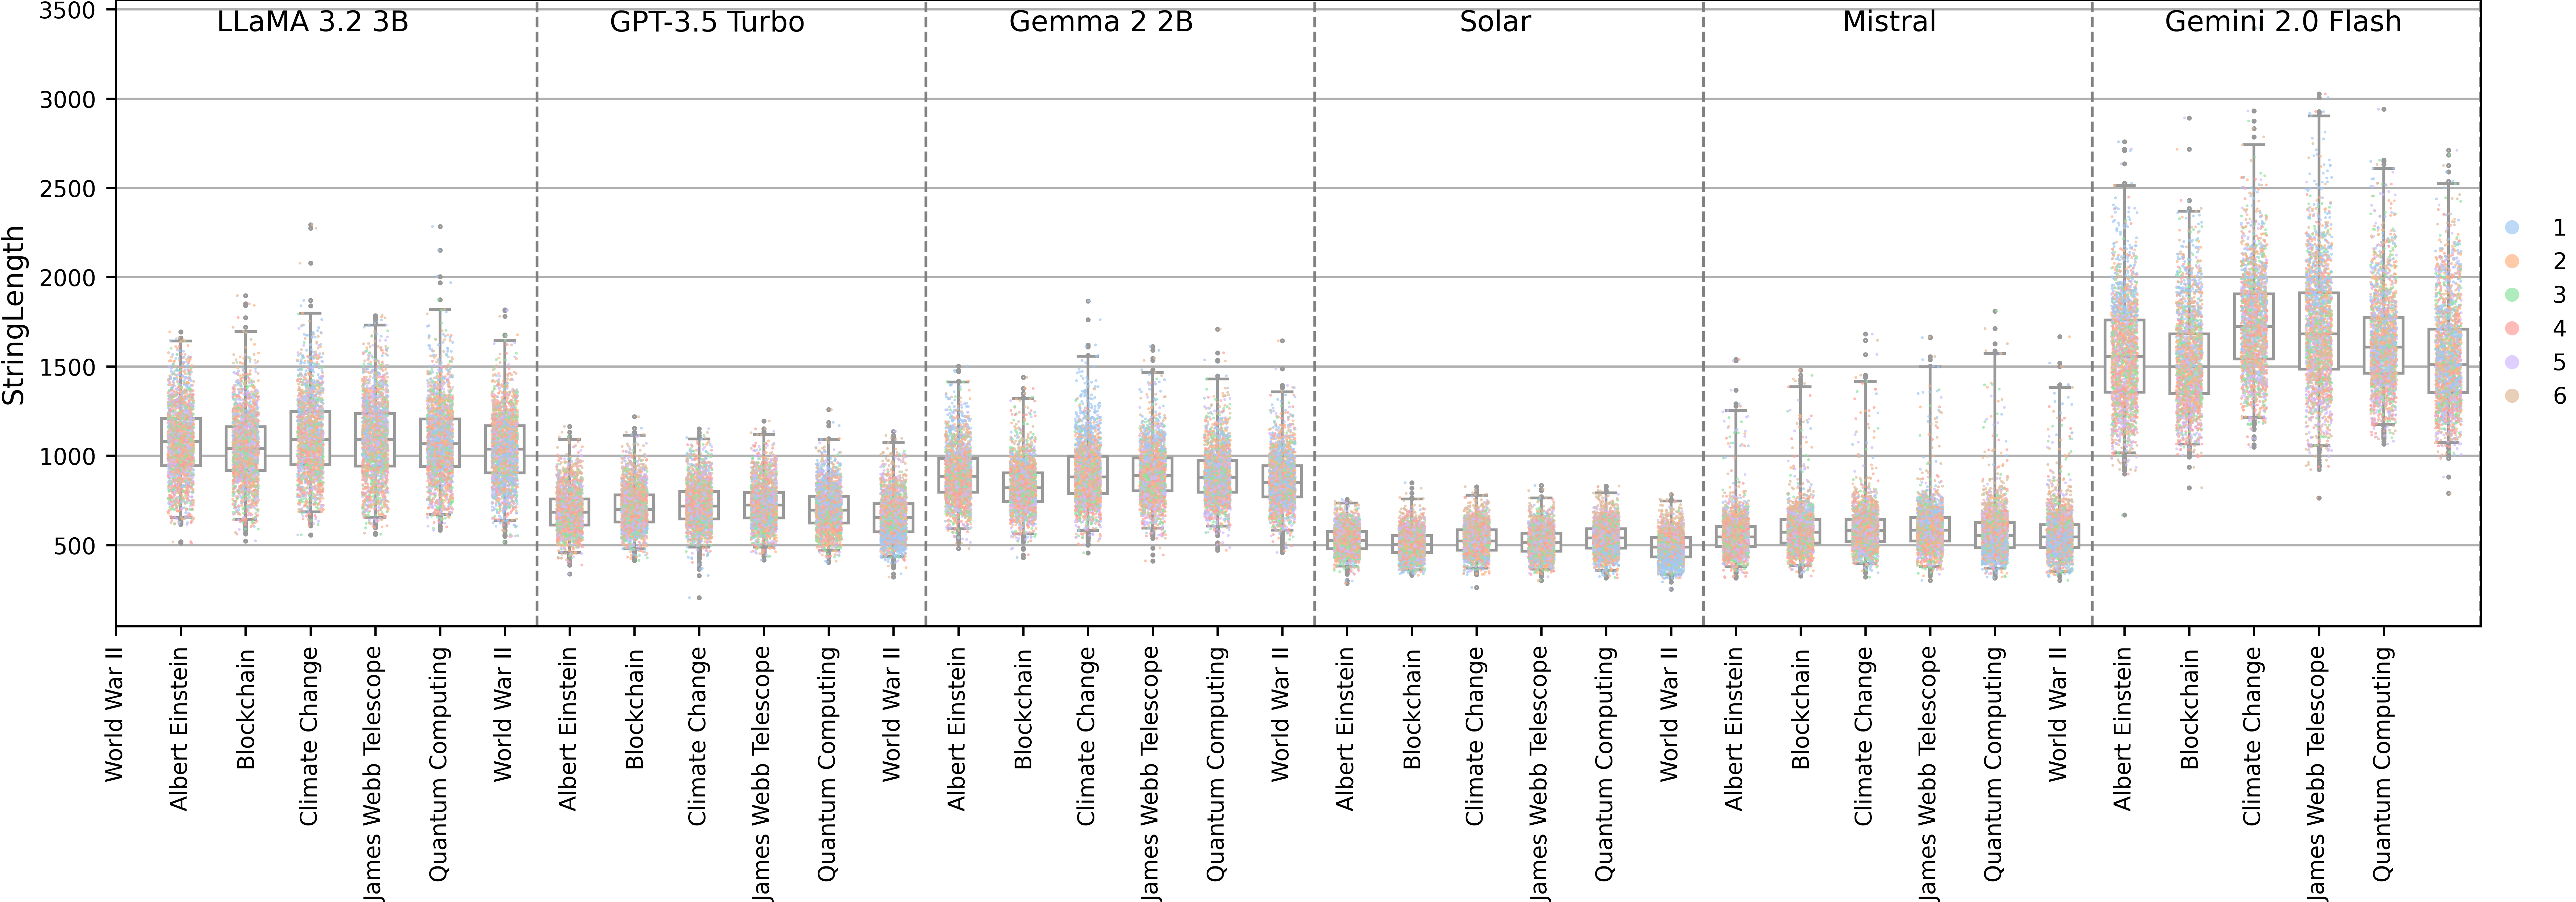 LLaMA 3.2 3B
GPT-3.5 Turbo
Gemma 2 2B
Solar
Mistral
Gemini 2.0 Flash
StringLength
3500
3000
2500
2000
1500
1000
500
World War II
Albert Einstein
Blockchain
Climate Change
James Webb Telescope
Quantum Computing
World War II
Albert Einstein
Blockchain
Climate Change
James Webb Telescope
Quantum Computing
World War II
Albert Einstein
Blockchain
Climate Change
James Webb Telescope
Quantum Computing
World War II
Albert Einstein
Blockchain
Climate Change
James Webb Telescope
Quantum Computing
World War II
Albert Einstein
Blockchain
Climate Change
James Webb Telescope
Quantum Computing
World War II
Albert Einstein
Blockchain
Climate Change
James Webb Telescope
Quantum Computing
1
2
3
4
5
6